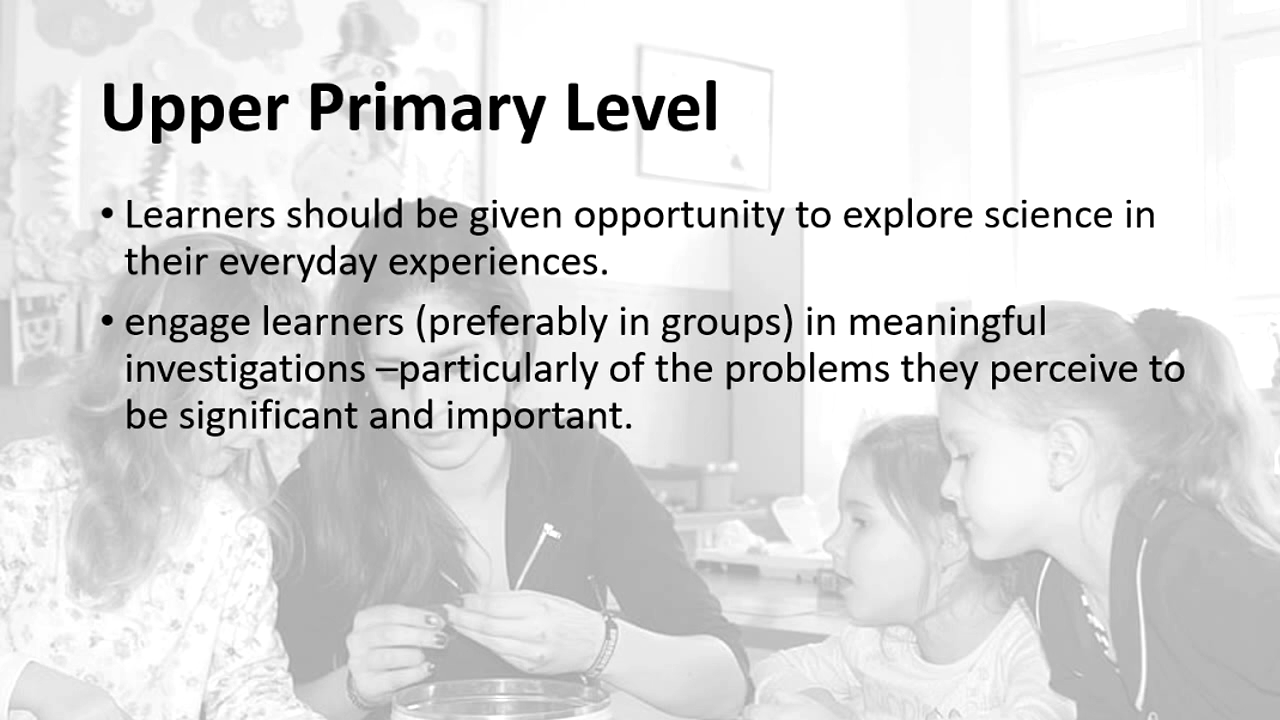 Upper Primary Level
• Learners should be given opportunity to explore science in
their everyday experiences.
• engage learners (preferably in groups) in meaningful
investigations –particularly of the problems they perceive to
be significant and important.